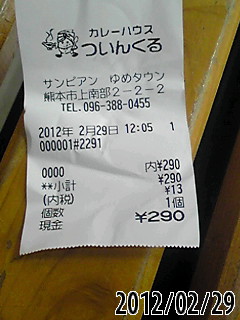 カレーハウス
ついんくる
サンピアン ゆめタウン
熊本市上南部2-2-2
TEL.096-388-0455
2012年 2月29日 12:05 1
000001#2291
0000 内¥290
**小計 ¥290
(内税) ¥13
個数 1個
現金 ¥290
2012/02/29